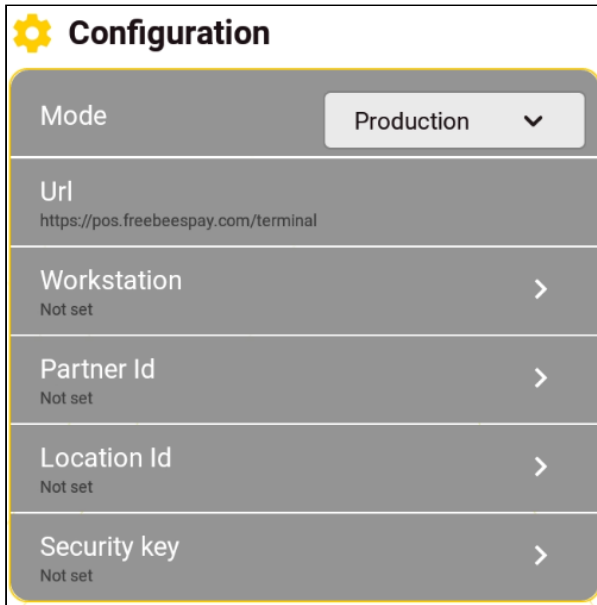 Configuration
Mode
Production
Url
https://pos.freebeespay.com/terminal
Workstation
Not set
Partner Id
Not set
Location Id
Not set
Security key
Not set